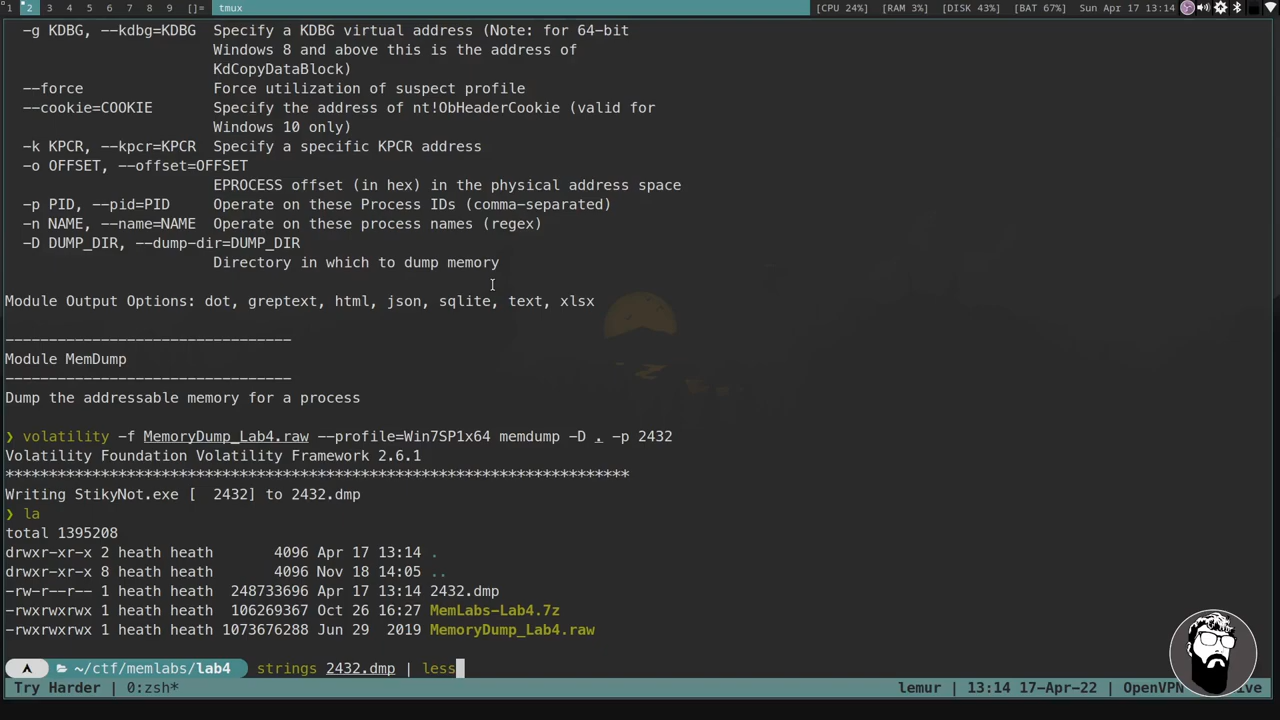 1 2 3 4 5 6 7 8 9 []= tmux [CPU 24%] [RAM 3%] [DISK 43%] [BAT 67%] Sun Apr 17 13:14
-g KDBG, --kdbg=KDBG Specify a KDBG virtual address (Note: for 64-bit
Windows 8 and above this is the address of
KdCopyDataBlock)
--force Force utilization of suspect profile
--cookie=COOKIE Specify the address of nt!ObHeaderCookie (valid for
Windows 10 only)
-k KPCR, --kpcr=KPCR Specify a specific KPCR address
-o OFFSET, --offset=OFFSET
EPROCESS offset (in hex) in the physical address space
-p PID, --pid=PID Operate on these Process IDs (comma-separated)
-n NAME, --name=NAME Operate on these process names (regex)
-D DUMP_DIR, --dump-dir=DUMP_DIR
Directory in which to dump memory
Module Output Options: dot, greptext, html, json, sqlite, text, xlsx
---------------------------------
Module MemDump
---------------------------------
Dump the addressable memory for a process
❯ volatility -f MemoryDump_Lab4.raw --profile=Win7SP1x64 memdump -D . -p 2432
Volatility Foundation Volatility Framework 2.6.1
************************************************************************
Writing StikyNot.exe [  2432] to 2432.dmp
❯ la
total 1395208
drwxr-xr-x 2 heath heath 4096 Apr 17 13:14 .
drwxr-xr-x 8 heath heath 4096 Nov 18 14:05 ..
-rw-r--r-- 1 heath heath 248733696 Apr 17 13:14 2432.dmp
-rwxrwxrwx 1 heath heath 106269367 Oct 26 16:27 MemLabs-Lab4.7z
-rwxrwxrwx 1 heath heath 1073676288 Jun 29 2019 MemoryDump_Lab4.raw
~/ctf/memlabs/lab4 strings 2432.dmp | less
Try Harder | 0:zsh* lemur | 13:14 17-Apr-22 | OpenVPN ve